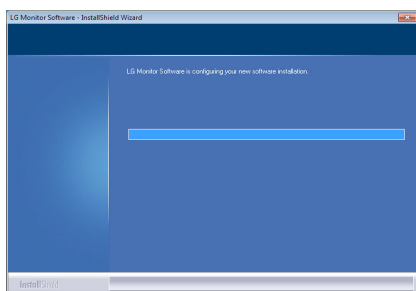 LG Monitor Software - InstallShield Wizard
LG Monitor Software is configuring your new software installation.
InstallShield